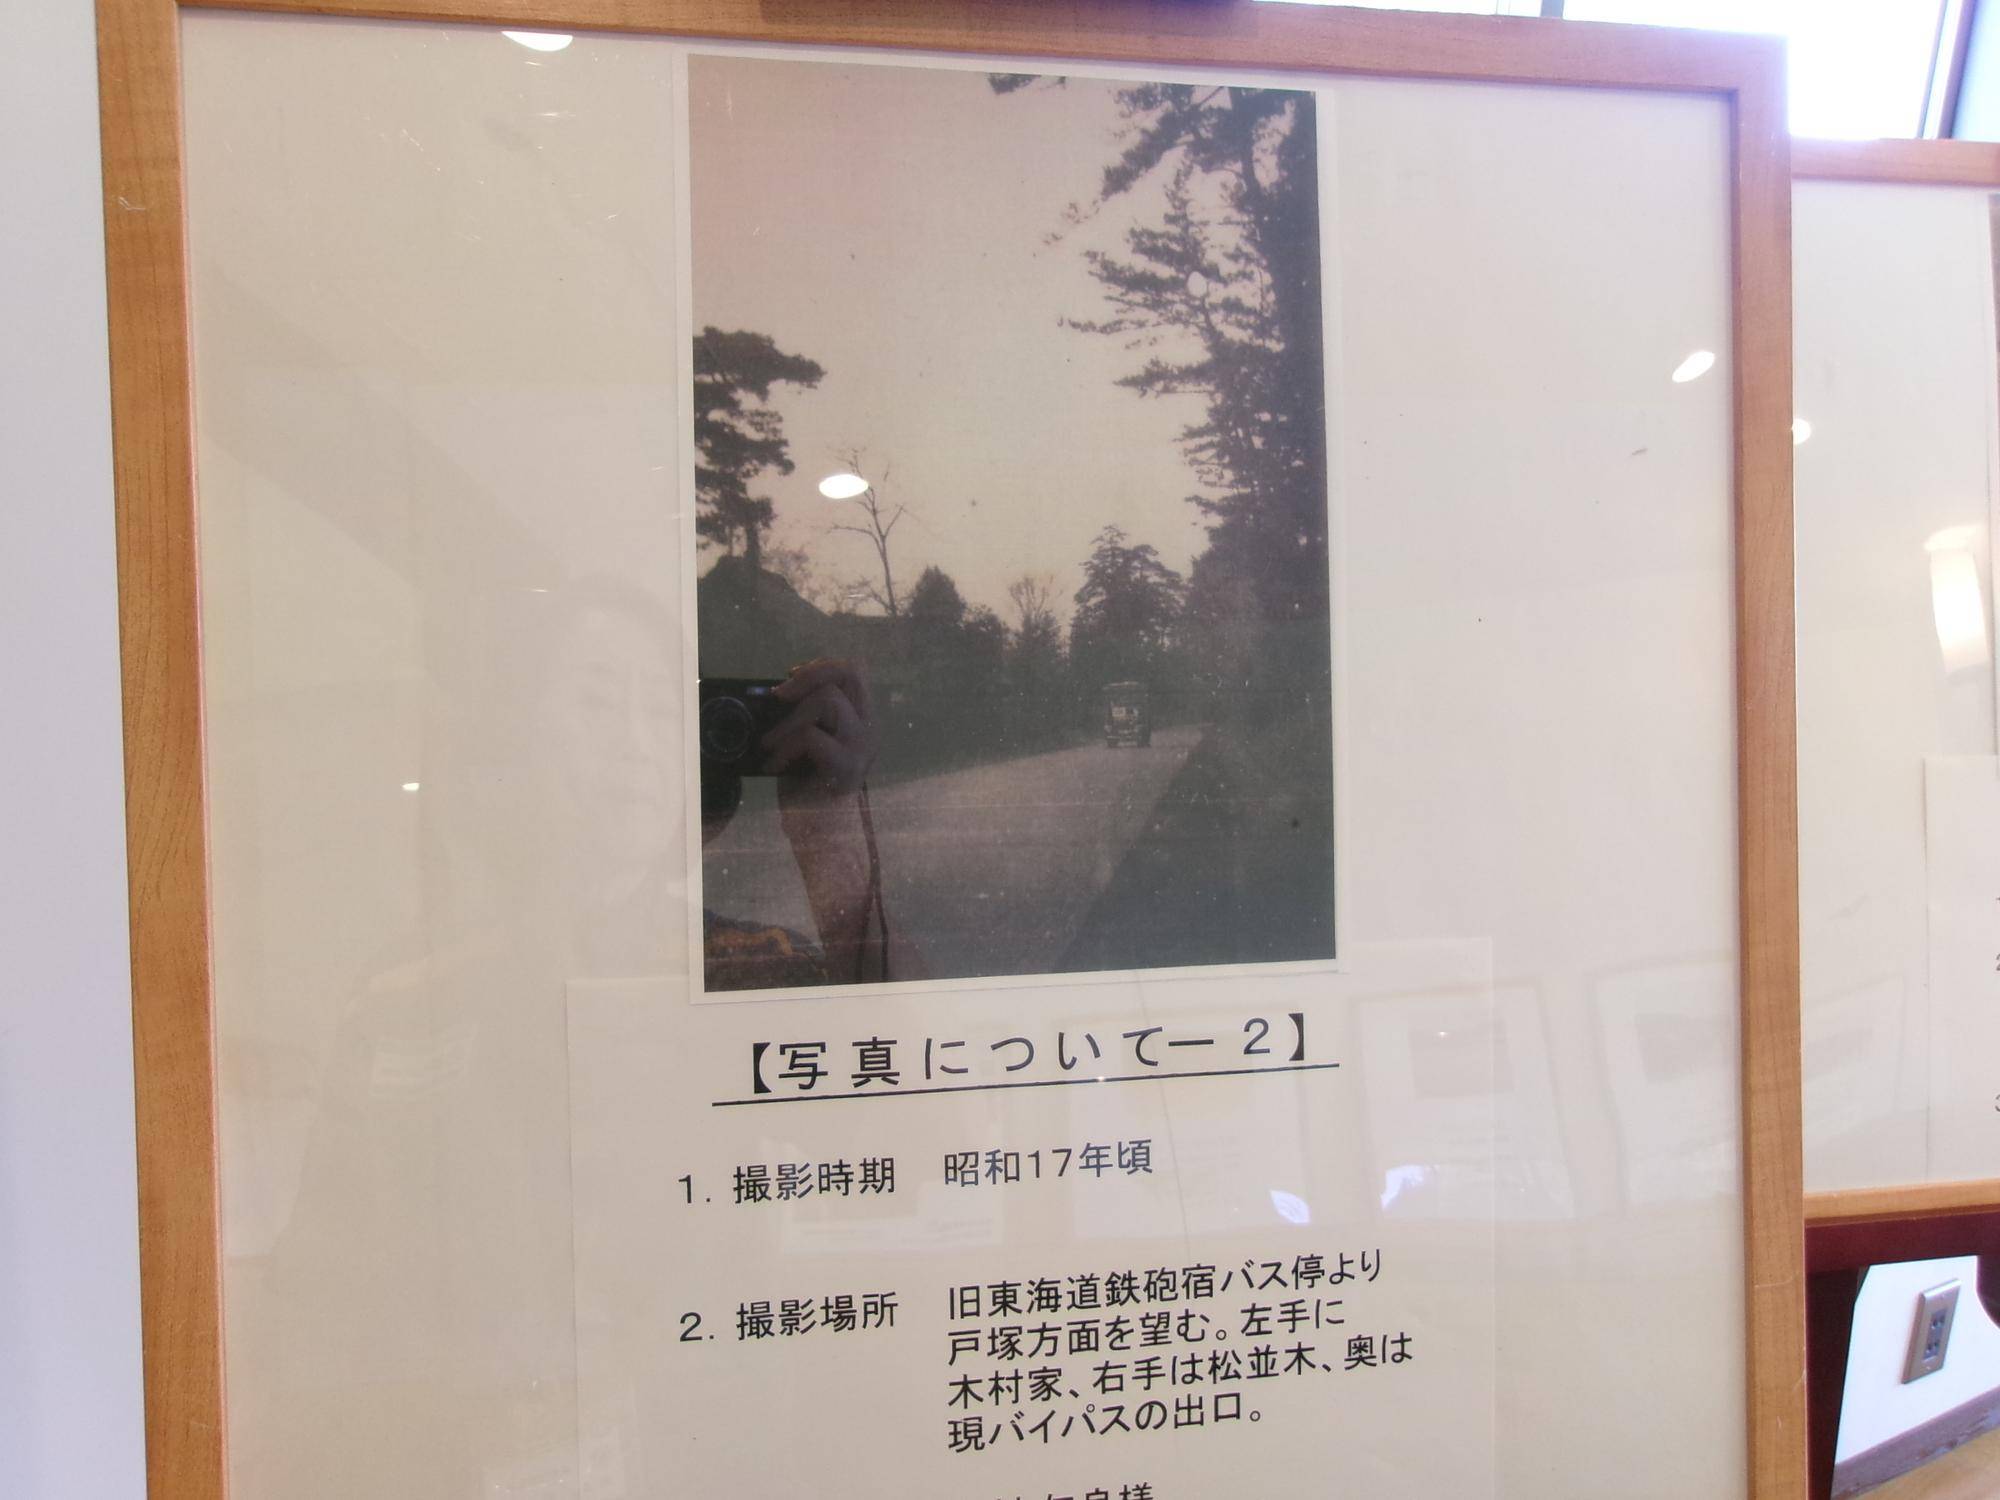 【写真について－２】
1. 撮影時期 昭和17年頃
2. 撮影場所 旧東海道鉄砲宿バス停より
戸塚方面を望む。左手に
木村家、右手は松並木、奥は
現バイパスの出口。